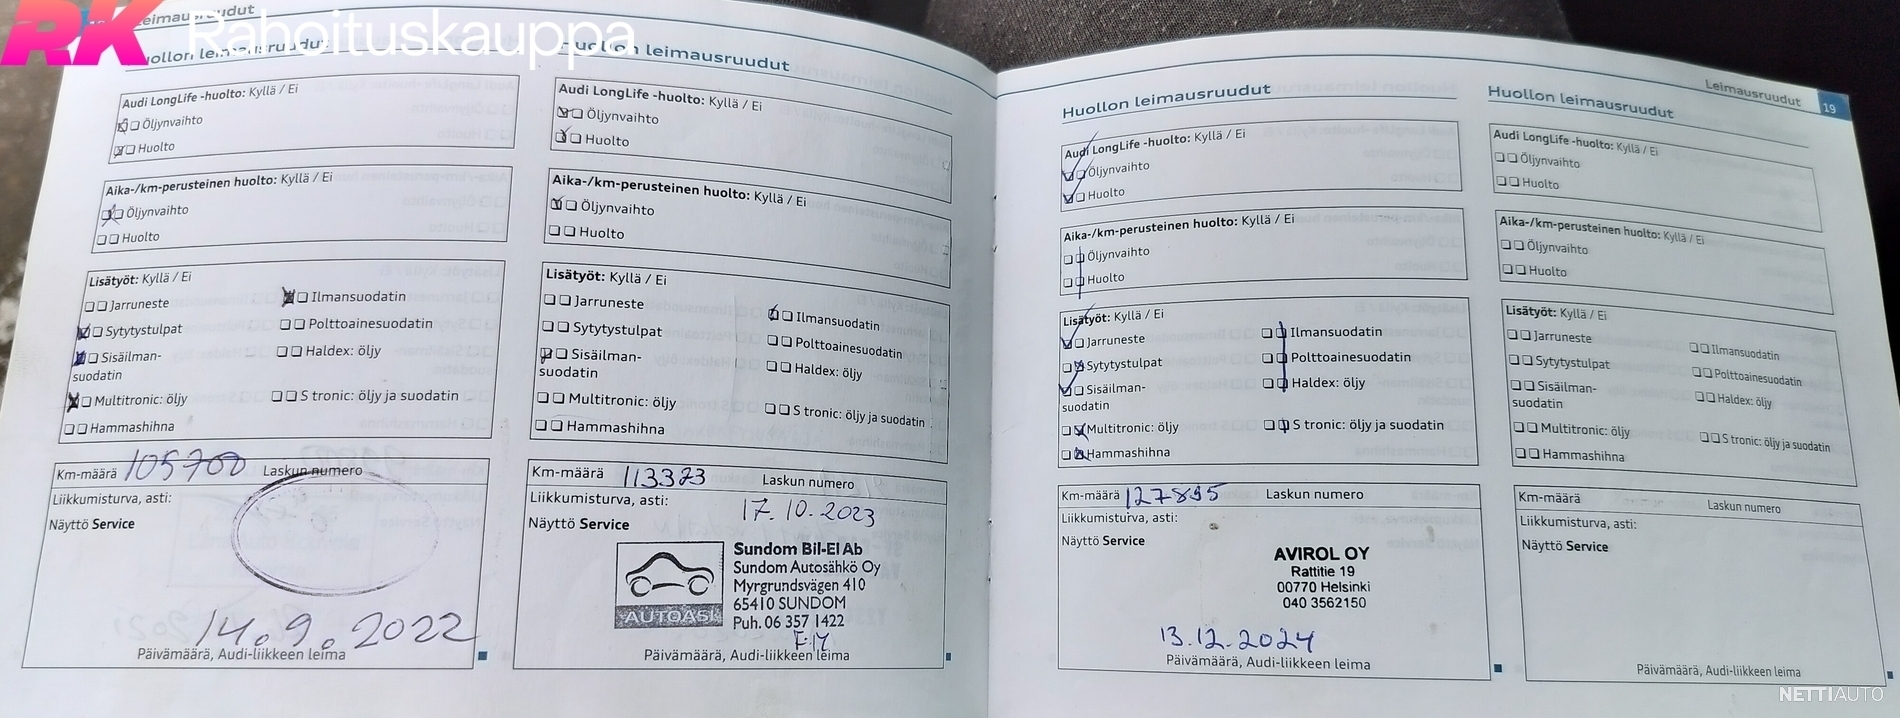 RK Rahoituskauppa
Leimausruudut
Huollon leimausruudut
Audi LongLife -huolto: Kyllä / Ei
Öljynvaihto
Huolto
Aika-/km-perusteinen huolto: Kyllä / Ei
Öljynvaihto
Huolto
Lisätyöt: Kyllä / Ei
Jarruneste
Ilmansuodatin
Sytytystulpat
Polttoainesuodatin
Sisäilman-
suodatin
Haldex: öljy
Multitronic: öljy
S tronic: öljy ja suodatin
Hammashihna
Km-määrä 105700 Laskun numero
Liikkumisturva, asti:
Näyttö Service
14.9.2022
Päivämäärä, Audi-liikkeen leima
Huollon leimausruudut
Audi LongLife -huolto: Kyllä / Ei
Öljynvaihto
Huolto
Aika-/km-perusteinen huolto: Kyllä / Ei
Öljynvaihto
Huolto
Lisätyöt: Kyllä / Ei
Jarruneste
Ilmansuodatin
Sytytystulpat
Polttoainesuodatin
Sisäilman-
suodatin
Haldex: öljy
Multitronic: öljy
S tronic: öljy ja suodatin
Hammashihna
Km-määrä 113323 Laskun numero
Liikkumisturva, asti:
17.10.2023
Näyttö Service
AUTOASI
Sundom Bil-El Ab
Sundom Autosähkö Oy
Myrgrundsvägen 410
65410 SUNDOM
Puh. 06 357 1422
Päivämäärä, Audi-liikkeen leima
Huollon leimausruudut
Audi LongLife -huolto: Kyllä / Ei
Öljynvaihto
Huolto
Aika-/km-perusteinen huolto: Kyllä / Ei
Öljynvaihto
Huolto
Lisätyöt: Kyllä / Ei
Jarruneste
Ilmansuodatin
Sytytystulpat
Polttoainesuodatin
Sisäilman-
suodatin
Haldex: öljy
Multitronic: öljy
S tronic: öljy ja suodatin
Hammashihna
Km-määrä 127895 Laskun numero
Liikkumisturva, asti:
Näyttö Service
AVIROL OY
Rattitie 19
00770 Helsinki
040 3562150
13.12.2024
Päivämäärä, Audi-liikkeen leima
Leimausruudut 19
Huollon leimausruudut
Audi LongLife -huolto: Kyllä / Ei
Öljynvaihto
Huolto
Aika-/km-perusteinen huolto: Kyllä / Ei
Öljynvaihto
Huolto
Lisätyöt: Kyllä / Ei
Jarruneste
Ilmansuodatin
Sytytystulpat
Polttoainesuodatin
Sisäilman-
suodatin
Haldex: öljy
Multitronic: öljy
S tronic: öljy ja suodatin
Hammashihna
Km-määrä Laskun numero
Liikkumisturva, asti:
Näyttö Service
Päivämäärä, Audi-liikkeen leima
NETTIAUTO